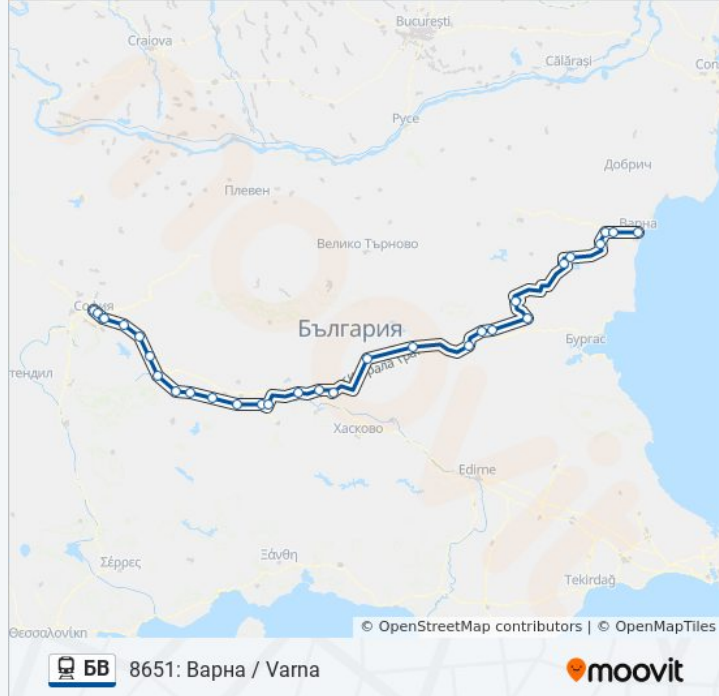 București
Craiova
Călărași
Con
Русе
Добрич
Плевен
Варна
Велико Търново
София
България
Бургас
тендил
Хасково
Edirne
Σέρρες
Ξάνθη
Tekirdağ
Θεσσαλονίκη
© OpenStreetMap contributors | © OpenMapTiles
БВ 8651: Варна / Varna
moovit